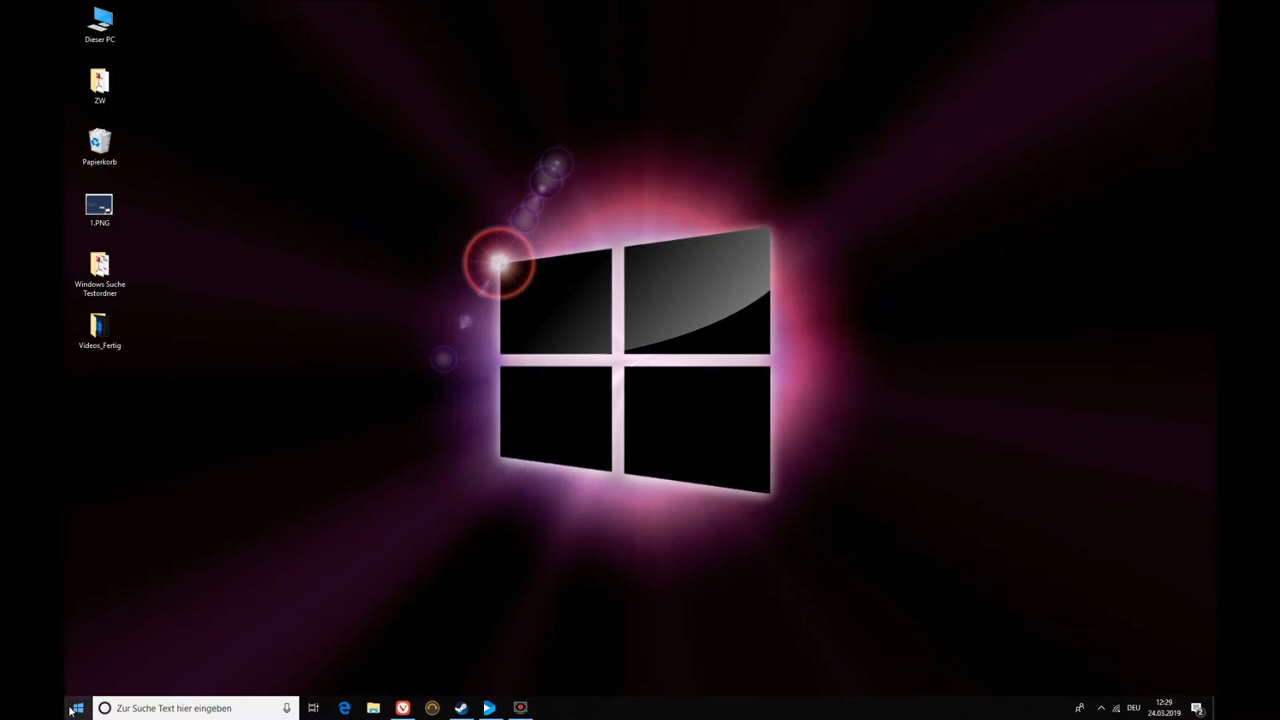 Dieser PC
ZW
Papierkorb
1.PNG
Windows Suche
Testordner
Videos_Fertig
Zur Suche Text hier eingeben
DEU
12:29
24.03.2019
2